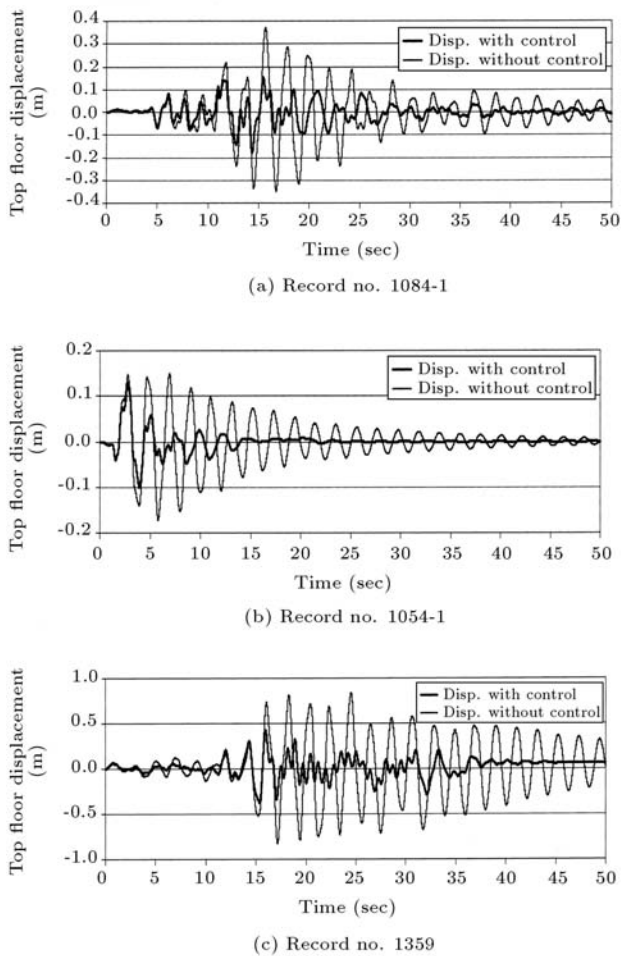 Top floor displacement
(m)
0.4
0.3
0.2
0.1
0.0
-0.1
-0.2
-0.3
0.4
Disp. with control
Disp. without control
0 5 10 15 20 25 30 35 40 45 50
Time (sec)
(a) Record no. 1084-1
Top floor displacement
(m)
0.2
0.1
0.0
-0.1
-0.2
Disp. with control
Disp. without control
0 5 10 15 20 25 30 35 40 45 50
Time (sec)
(b) Record no. 1054-1
Top floor displacement
(m)
1.0
0.5
0.0
-0.5
-1.0
Disp. with control
Disp. without control
0 5 10 15 20 25 30 35 40 45 50
Time (sec)
(c) Record no. 1359